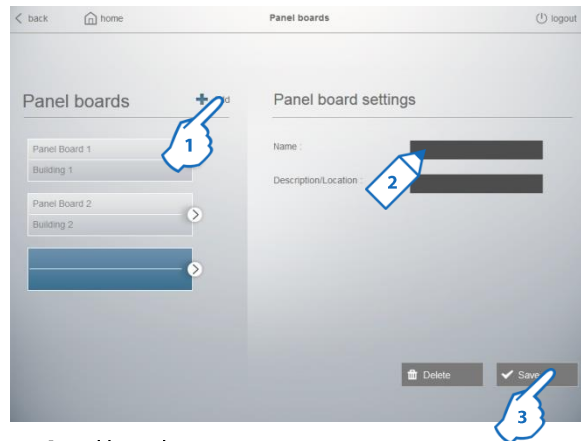 back
home
Panel boards
logout
Panel boards
Panel board settings
1
Panel Board 1
Building 1
Name :
Description/Location :
2
Panel Board 2
Building 2
Delete
Save
3